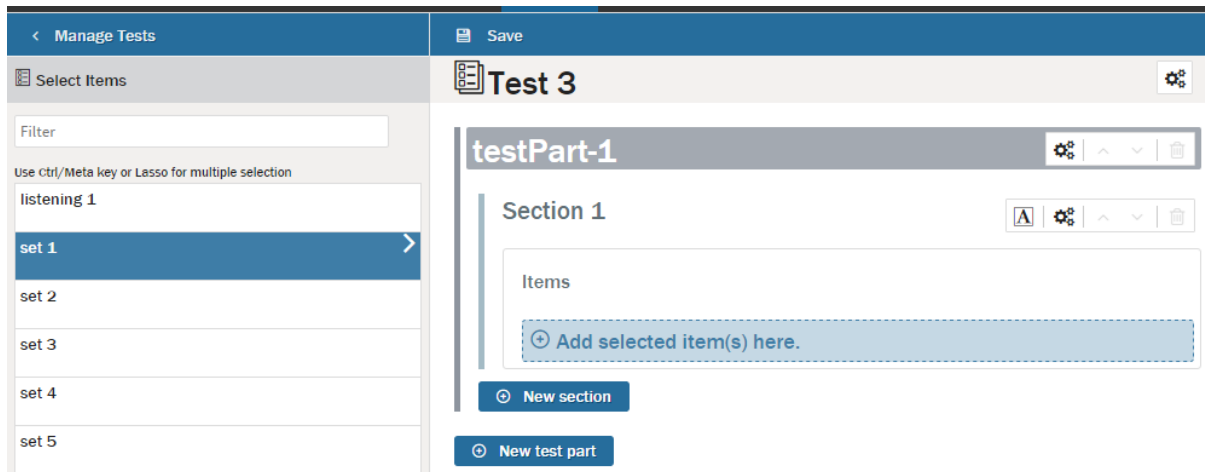 Manage Tests
Save
Select Items
Test 3
Filter
testPart-1
Use Ctrl/Meta key or Lasso for multiple selection
listening 1
Section 1
A
set 1
Items
set 2
set 3
Add selected item(s) here.
set 4
New section
set 5
New test part